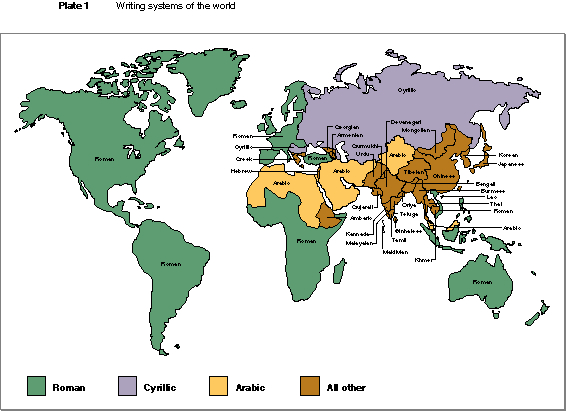 Plate 1 Writing systems of the world
Cyrillic
Devanagari
Mongolian
Georgian
Armenian
Roman
Cyrillic
Greek
Hebrew
Roman
Gurmukhi
Urdu
Arabic
Tibetan
Chinese
Korean
Japanese
Roman
Arabic
Arabic
Bengali
Burmese
Lao
Thai
Roman
Gujarati
Amharic
Oriya
Telugu
Kannada
Malayalam
Sinhalese
Tamil
Maldivian
Arabic
Khmer
Roman
Roman
Roman
Roman
Cyrillic
Arabic
All other